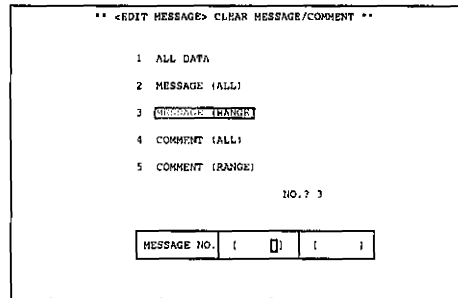 ** <EDIT MESSAGE> CLEAR MESSAGE/COMMENT **
1 ALL DATA
2 MESSAGE (ALL)
3 MESSAGE (RANGE)
4 COMMENT (ALL)
5 COMMENT (RANGE)
NO.? 3
MESSAGE NO. ( ) ( )